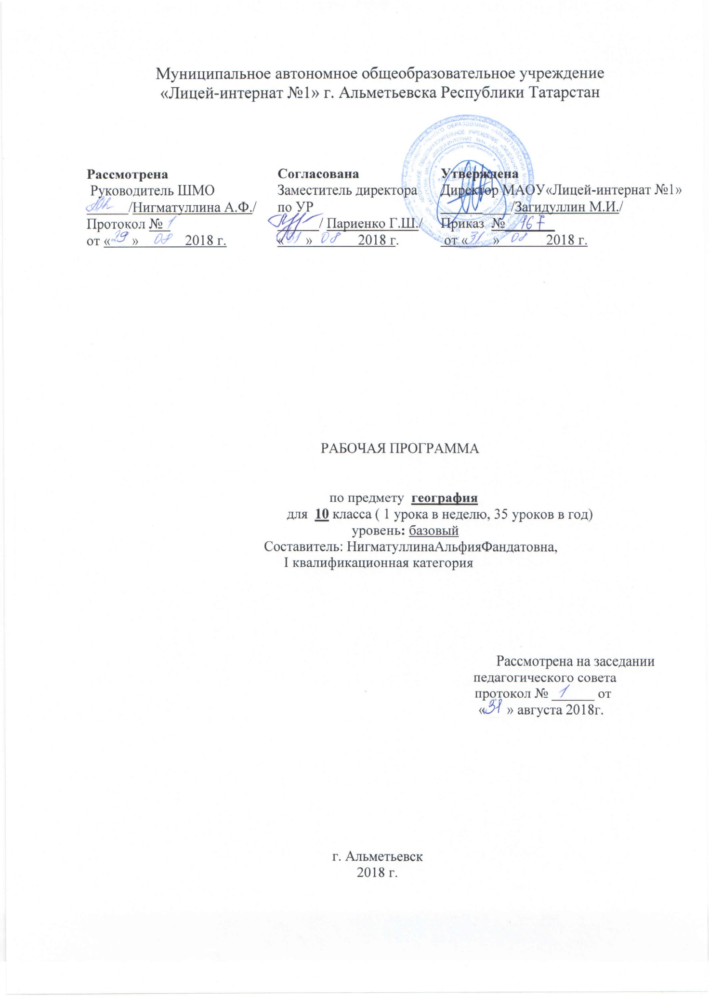 Муниципальное автономное общеобразовательное учреждение
«Лицей-интернат №1» г. Альметьевска Республики Татарстан
Рассмотрена
Руководитель ШМО
/Нигматуллина А.Ф./
Протокол № 1
от «29» 08 2018 г.
Согласована
Заместитель директора
по УР
/ Париенко Г.Ш./
«31» 08 2018 г.
Утверждена
Директор МАОУ«Лицей-интернат №1»
/Загидуллин М.И./
Приказ № 167
от «31» 08 2018 г.
РАБОЧАЯ ПРОГРАММА
по предмету география
для 10 класса ( 1 урока в неделю, 35 уроков в год)
уровень: базовый
Составитель: НигматуллинаАльфияФандатовна,
I квалификационная категория
Рассмотрена на заседании
педагогического совета
протокол № 1 от
«31» августа 2018г.
г. Альметьевск
2018 г.